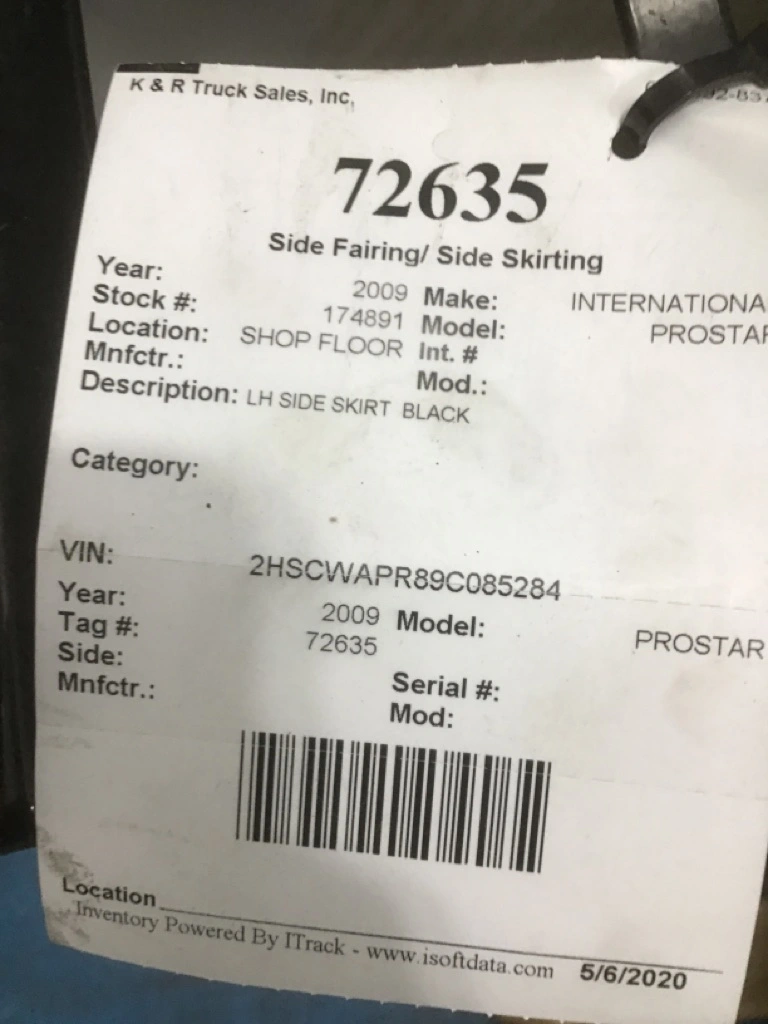 K & R Truck Sales, Inc.
72635
Side Fairing/ Side Skirting
Year: 2009 Make: INTERNATIONA
Stock #: 174891 Model: PROSTAR
Location: SHOP FLOOR Int. #
Mnfctr.: Mod.:
Description: LH SIDE SKIRT BLACK
Category:
VIN: 2HSCWAPR89C085284
Year: 2009 Model: PROSTAR
Tag #: 72635
Side: Serial #:
Mnfctr.: Mod:
Location
Inventory Powered By ITrack - www.isoftdata.com 5/6/2020